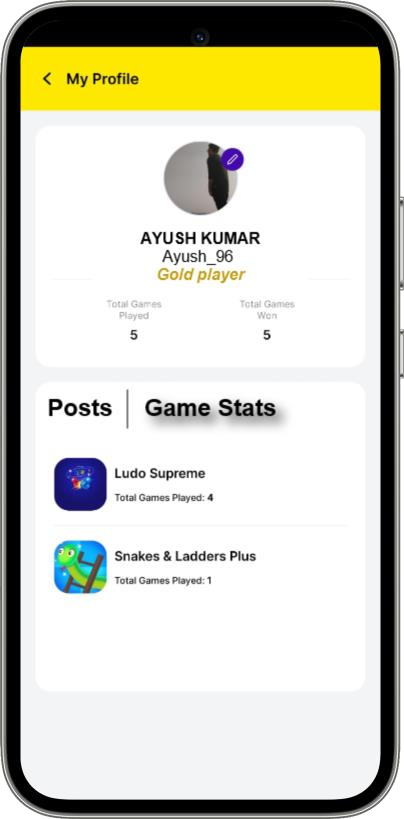 My Profile
AYUSH KUMAR
Ayush_96
Gold player
Total Games
Played
5
Total Games
Won
5
Posts
Game Stats
Ludo Supreme
Total Games Played: 4
Snakes & Ladders Plus
Total Games Played: 1